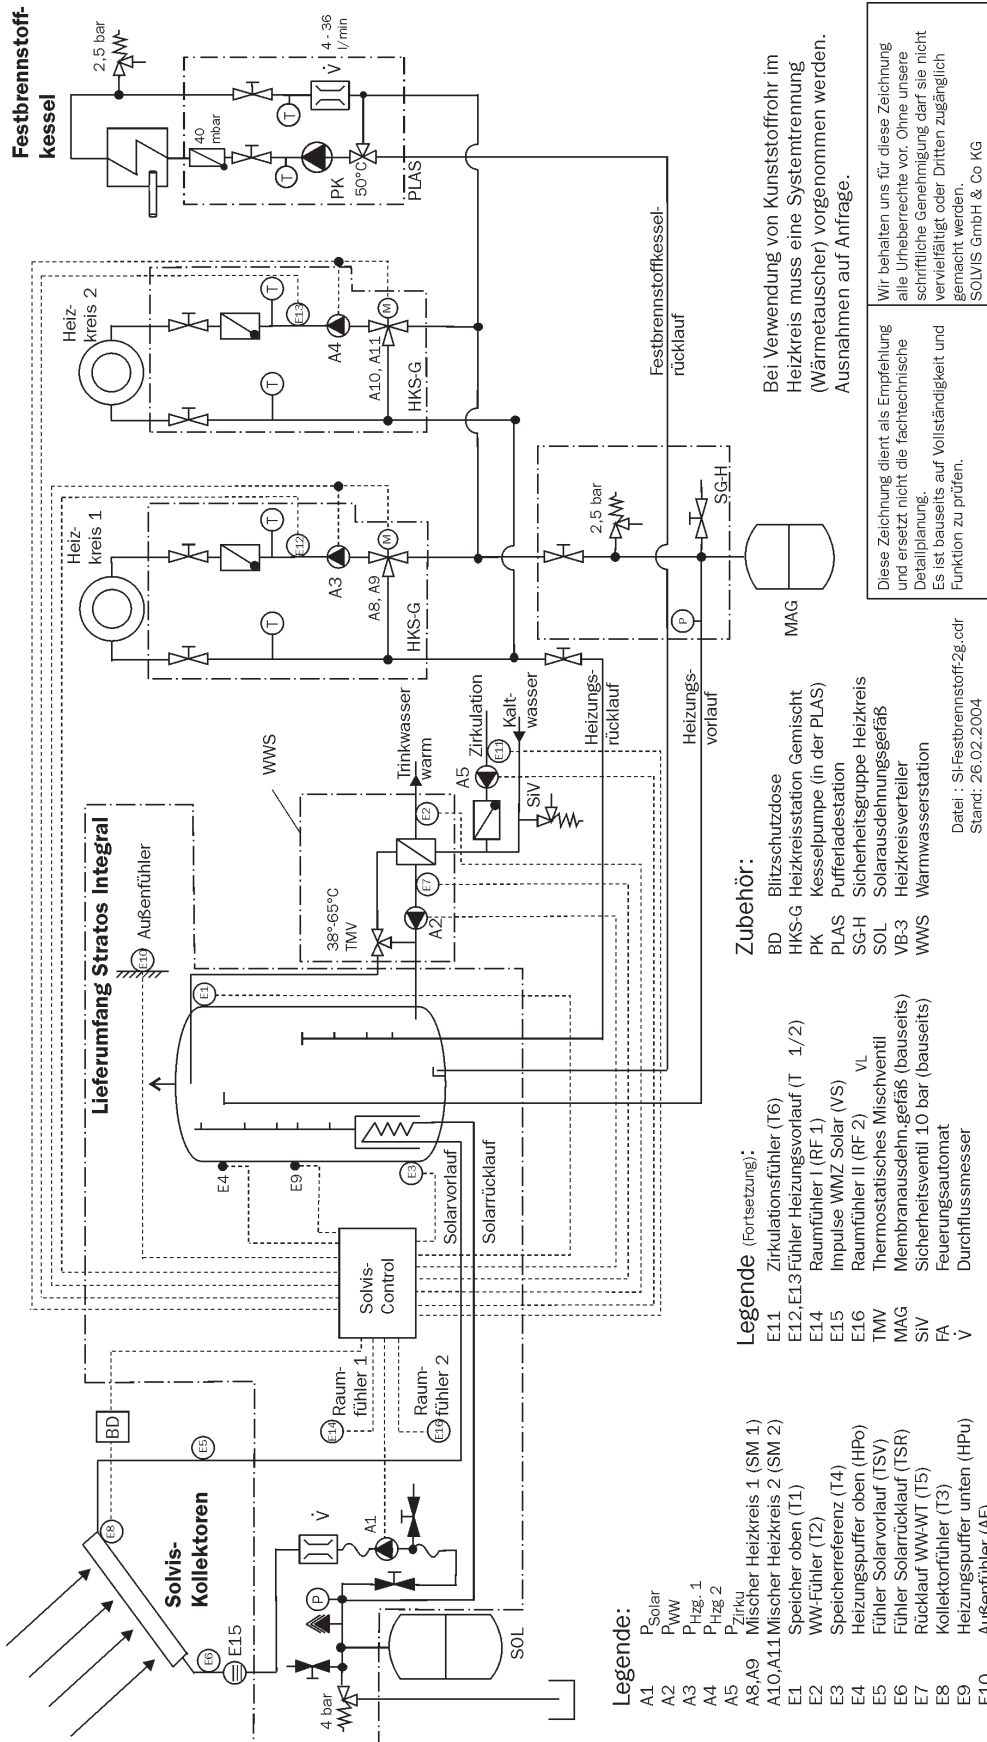 Festbrennstoff-
kessel
2,5 bar
40
mbar
4 - 36
l/min
V̇
T
T
PK
50°C
PLAS
Heiz-
kreis 2
T
T
E13
A4
M
A10, A11
HKS-G
Heiz-
kreis 1
T
T
E12
A3
M
A8, A9
HKS-G
Festbrennstoffkessel-
rücklauf
2,5 bar
SG-H
P
MAG
Heizungs-
vorlauf
Heizungs-
rücklauf
Lieferumfang Stratos Integral
E10
Außenfühler
WWS
Trinkwasser
warm
Zirkulation
Kalt-
wasser
A5
E11
SiV
E2
E7
A2
38°-65°C
TMV
E1
E4
E9
E3
Solarvorlauf
Solarrücklauf
Solvis-
Control
BD
E5
E8
E14
Raum-
fühler 1
Raum-
fühler 2
E16
Solvis-
Kollektoren
E6
E15
V̇
A1
P
SOL
4 bar
Bei Verwendung von Kunststoffrohr im
Heizkreis muss eine Systemtrennung
(Wärmetauscher) vorgenommen werden.
Ausnahmen auf Anfrage.
Legende:
A1 P Solar
A2 P WW
A3 P Hzg. 1
A4 P Hzg 2
A5 P Zirku
A8,A9 Mischer Heizkreis 1 (SM 1)
A10,A11 Mischer Heizkreis 2 (SM 2)
E1 Speicher oben (T1)
E2 WW-Fühler (T2)
E3 Speicherreferenz (T4)
E4 Heizungspuffer oben (HPo)
E5 Fühler Solarvorlauf (TSV)
E6 Fühler Solarrücklauf (TSR)
E7 Rücklauf WW-WT (T5)
E8 Kollektorfühler (T3)
E9 Heizungspuffer unten (HPu)
E10 Außenfühler (AF)
Legende (Fortsetzung):
E11 Zirkulationsfühler (T6)
E12,E13 Fühler Heizungsvorlauf (T VL 1/2)
E14 Raumfühler I (RF 1)
E15 Impulse WMZ Solar (VS)
E16 Raumfühler II (RF 2)
TMV Thermostatisches Mischventil
MAG Membranausdehn.gefäß (bauseits)
SiV Sicherheitsventil 10 bar (bauseits)
FA Feuerungsautomat
V̇ Durchflussmesser
Zubehör:
BD Blitzschutzdose
HKS-G Heizkreisstation Gemischt
PK Kesselpumpe (in der PLAS)
PLAS Pufferladestation
SG-H Sicherheitsgruppe Heizkreis
SOL Solarausdehnungsgefäß
VB-3 Heizkreisverteiler
WWS Warmwasserstation
Datei : SI-Festbrennstoff-2g.cdr
Stand: 26.02.2004
Diese Zeichnung dient als Empfehlung
und ersetzt nicht die fachtechnische
Detailplanung.
Es ist bauseits auf Vollständigkeit und
Funktion zu prüfen.
Wir behalten uns für diese Zeichnung
alle Urheberrechte vor. Ohne unsere
schriftliche Genehmigung darf sie nicht
vervielfältigt oder Dritten zugänglich
gemacht werden.
SOLVIS GmbH & Co KG